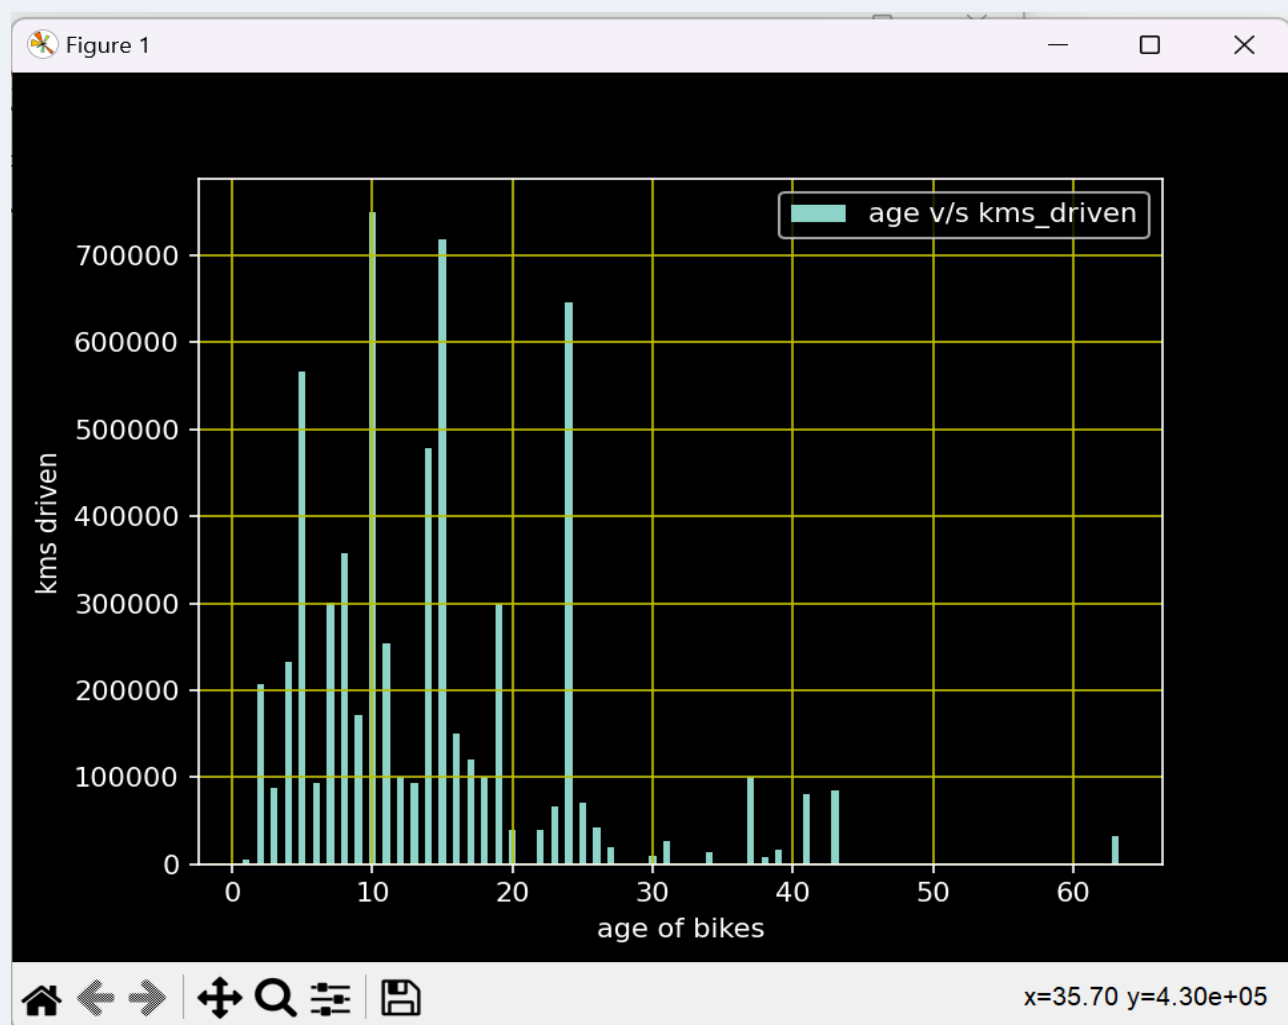 Figure 1
age v/s kms_driven
700000
600000
500000
400000
300000
200000
100000
0
kms driven
0 10 20 30 40 50 60
age of bikes
x=35.70 y=4.30e+05